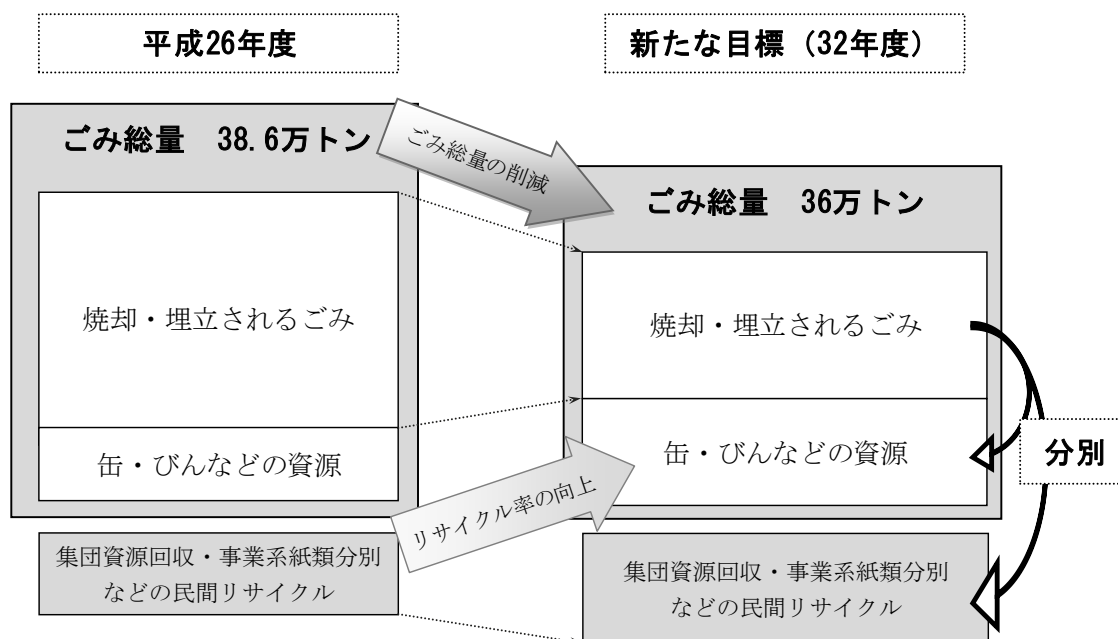 平成26年度
新たな目標（32年度）
ごみ総量　38.6万トン
ごみ総量の削減
ごみ総量　36万トン
焼却・埋立されるごみ
焼却・埋立されるごみ
缶・びんなどの資源
缶・びんなどの資源
分別
リサイクル率の向上
集団資源回収・事業系紙類分別
などの民間リサイクル
集団資源回収・事業系紙類分別
などの民間リサイクル